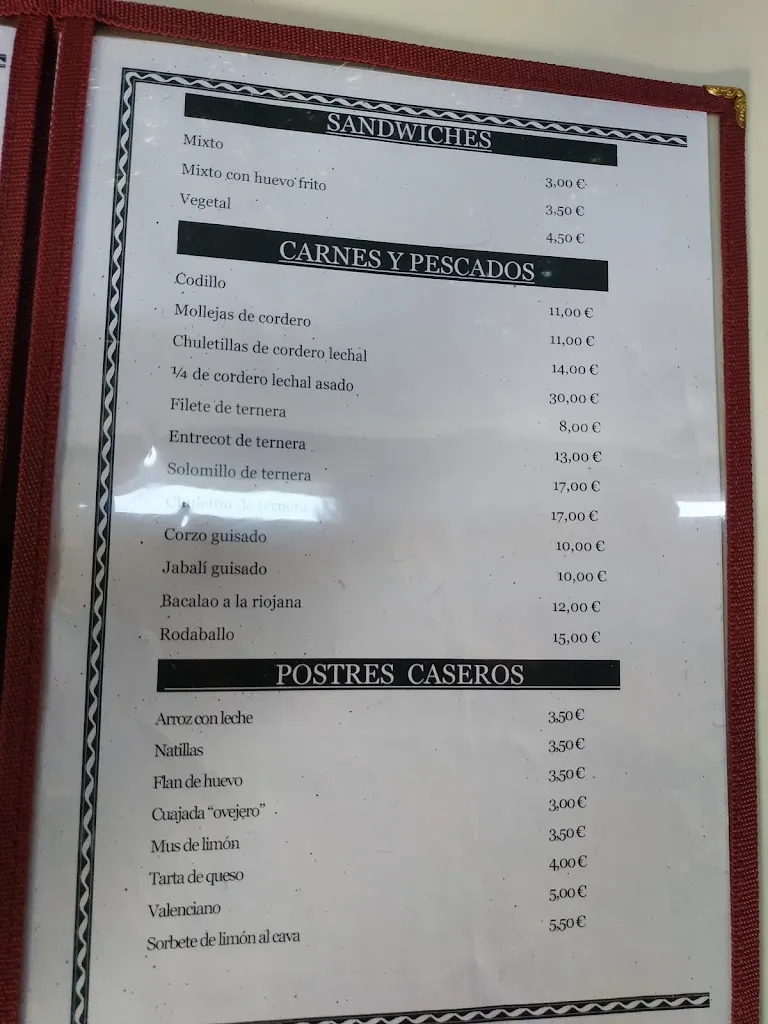 SANDWICHES
Mixto 3,00 €
Mixto con huevo frito 3,50 €
Vegetal 4,50 €
CARNES Y PESCADOS
Codillo 11,00 €
Mollejas de cordero 11,00 €
Chuletillas de cordero lechal 14,00 €
¼ de cordero lechal asado 30,00 €
Filete de ternera 8,00 €
Entrecot de ternera 13,00 €
Solomillo de ternera 17,00 €
Chuletón de ternera 17,00 €
Corzo guisado 10,00 €
Jabalí guisado 10,00 €
Bacalao a la riojana 12,00 €
Rodaballo 15,00 €
POSTRES CASEROS
Arroz con leche 3,50 €
Natillas 3,50 €
Flan de huevo 3,50 €
Cuajada “ovejero” 3,00 €
Mus de limón 3,50 €
Tarta de queso 4,00 €
Valenciano 5,00 €
Sorbete de limón al cava 5,50 €